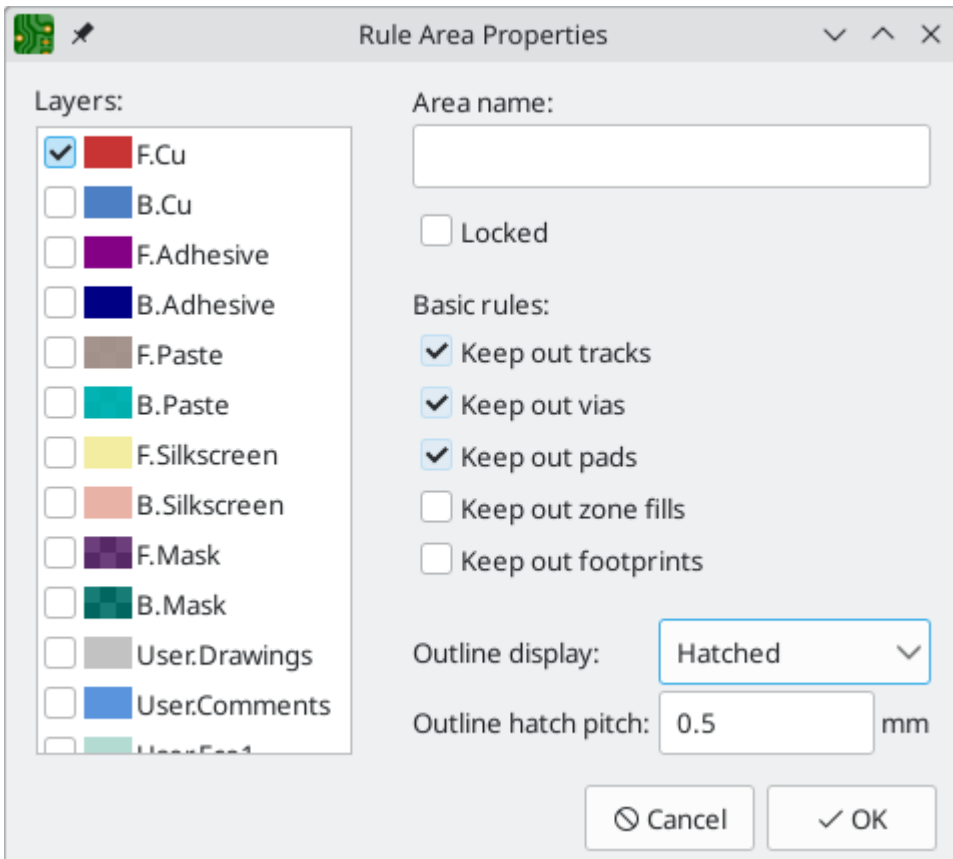 Rule Area Properties
Layers:
F.Cu
B.Cu
F.Adhesive
B.Adhesive
F.Paste
B.Paste
F.Silkscreen
B.Silkscreen
F.Mask
B.Mask
User.Drawings
User.Comments
Area name:
Locked
Basic rules:
Keep out tracks
Keep out vias
Keep out pads
Keep out zone fills
Keep out footprints
Outline display: Hatched
Outline hatch pitch: 0.5 mm
Cancel OK